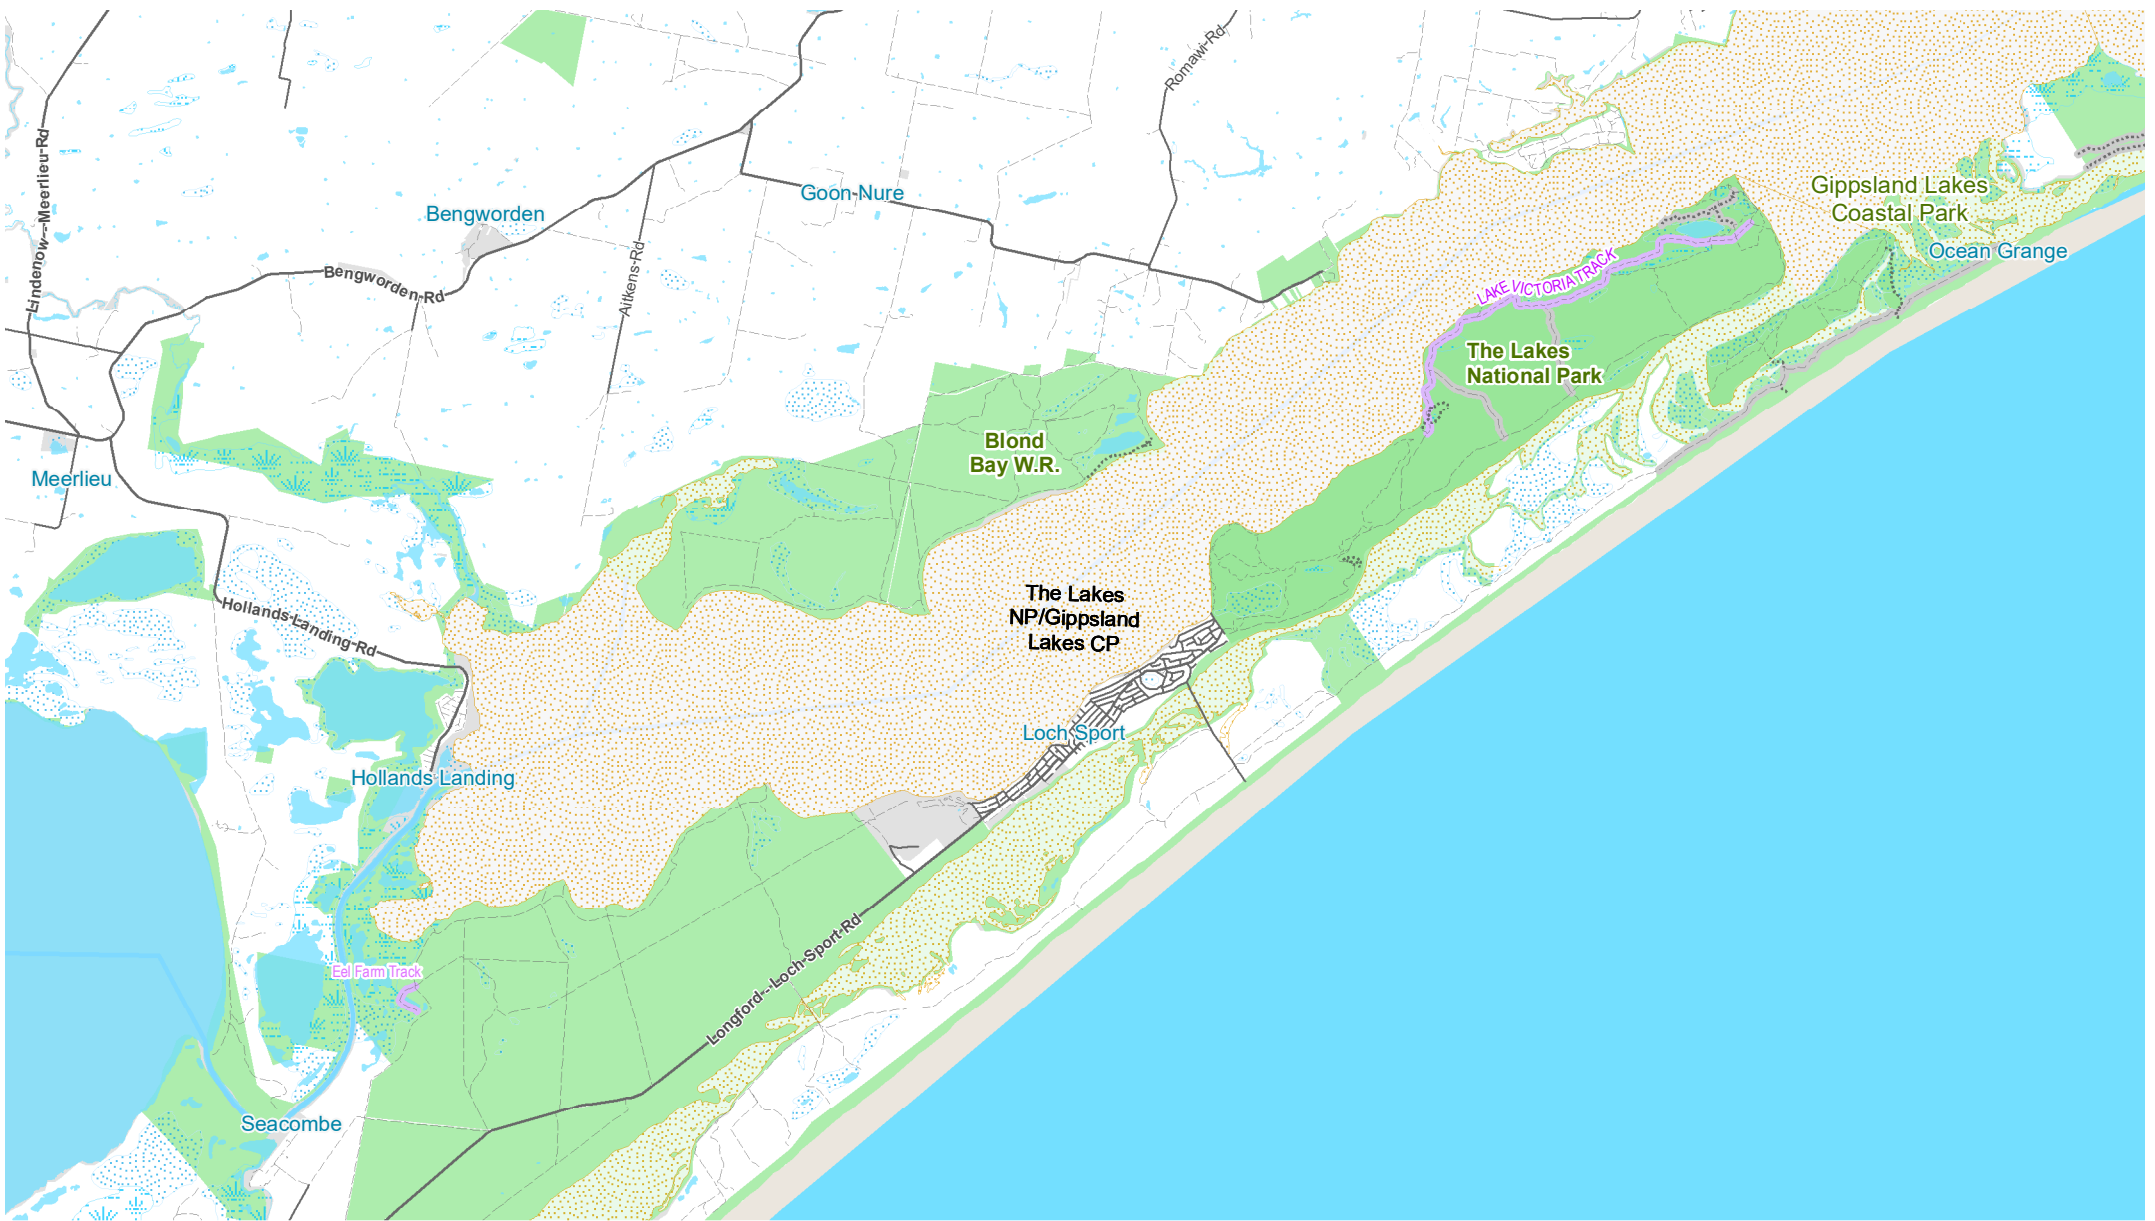 Romawi-Rd
Lindenow--Meerlieu-Rd
Gippsland Lakes
Coastal Park
Goon Nure
Bengworden
Ocean Grange
Bengworden-Rd
Aitkens-Rd
LAKE VICTORIA TRACK
The Lakes
National Park
Blond
Bay W.R.
Meerlieu
The Lakes
NP/Gippsland
Lakes CP
Hollands-Landing-Rd
Loch Sport
Hollands Landing
Longford--Loch-Sport-Rd
Eel Farm Track
Seacombe